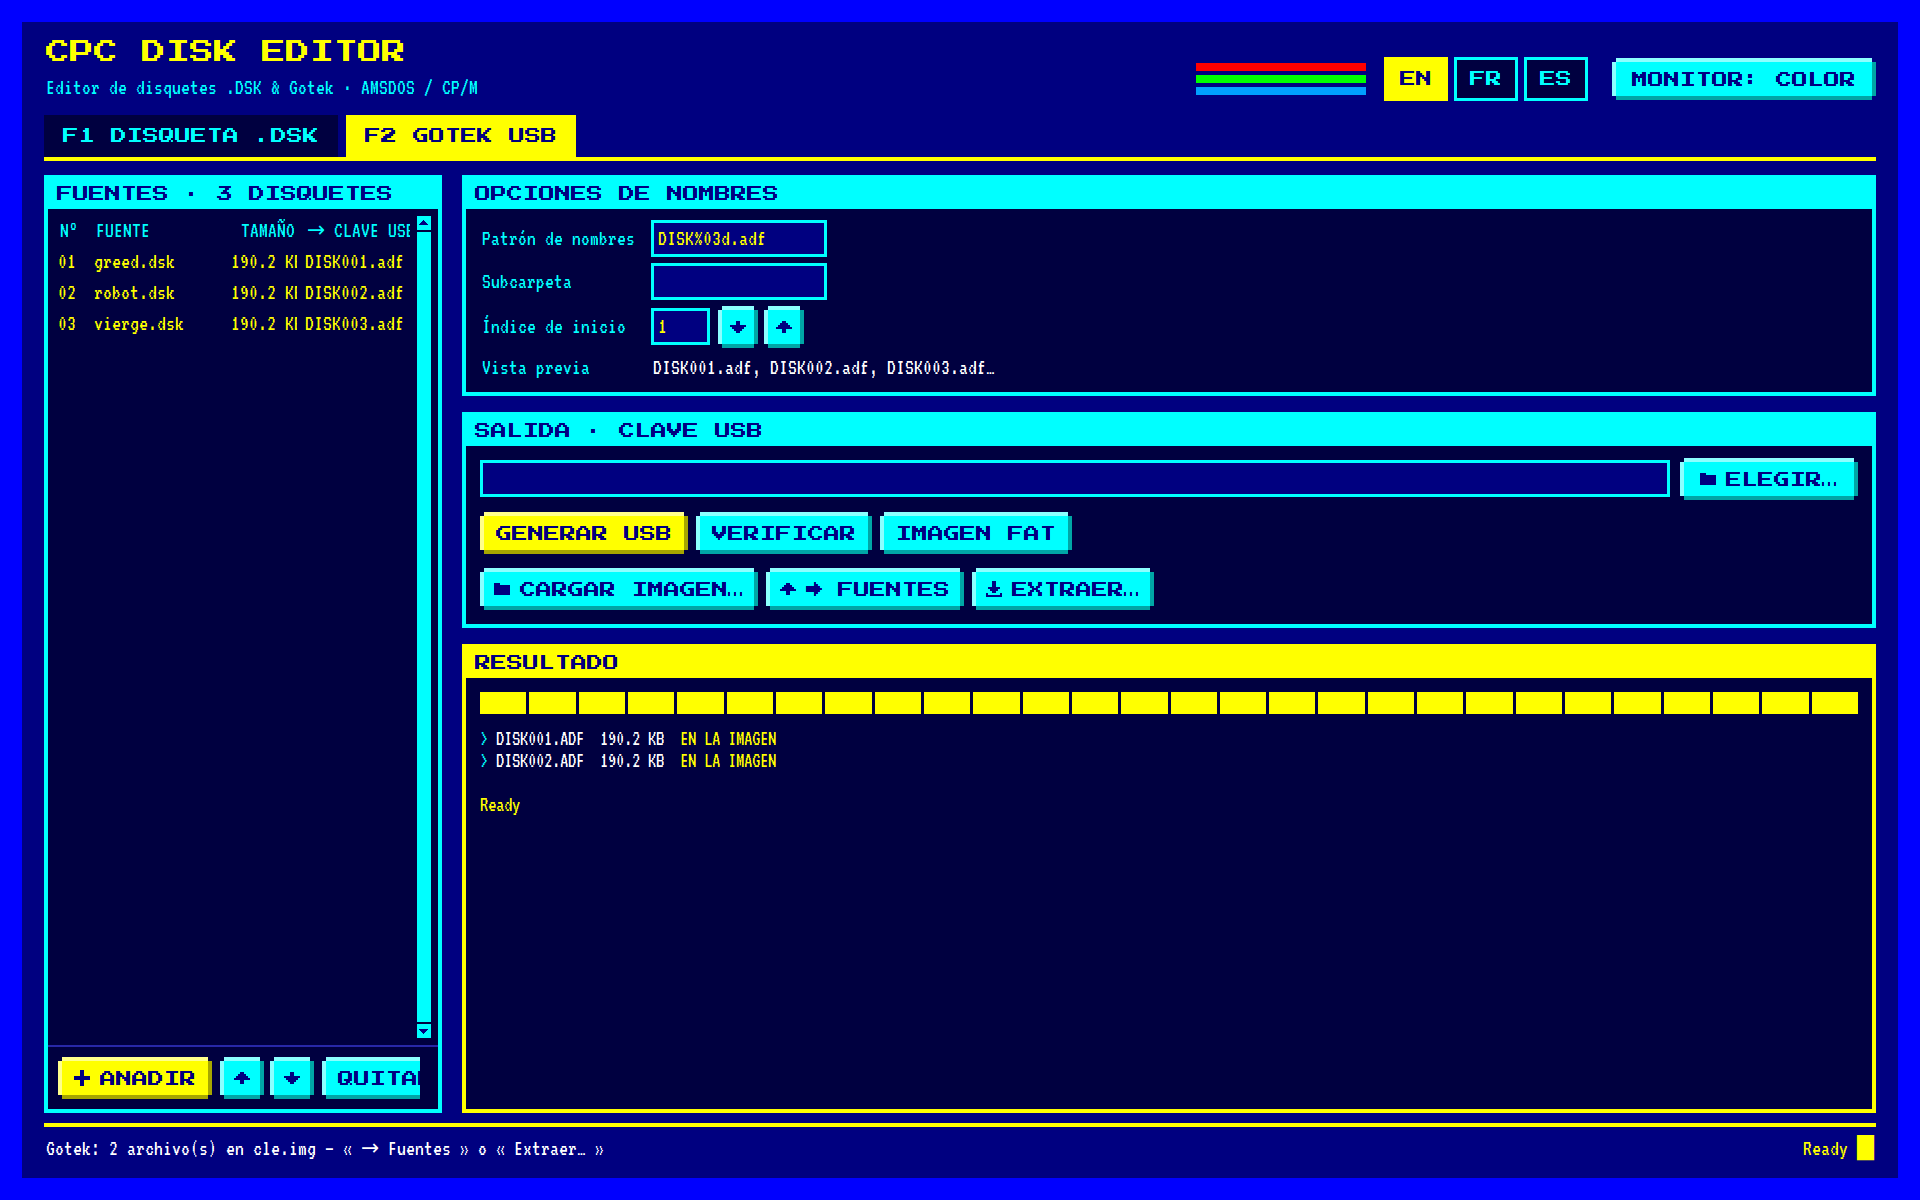 CPC DISK EDITOR
Editor de disquetes .DSK & Gotek · AMSDOS / CP/M
EN FR ES MONITOR: COLOR
F1 DISQUETA .DSK F2 GOTEK USB
FUENTES · 3 DISQUETES
Nº FUENTE TAMAÑO → CLAVE USB
01 greed.dsk 190.2 KI DISK001.adf
02 robot.dsk 190.2 KI DISK002.adf
03 vierge.dsk 190.2 KI DISK003.adf
+ ANADIR ↑ ↓ QUITA
OPCIONES DE NOMBRES
Patrón de nombres DISK%03d.adf
Subcarpeta
Índice de inicio 1 ↓ ↑
Vista previa DISK001.adf, DISK002.adf, DISK003.adf…
SALIDA · CLAVE USB
ELEGIR…
GENERAR USB VERIFICAR IMAGEN FAT
CARGAR IMAGEN… ↑ → FUENTES EXTRAER…
RESULTADO
> DISK001.ADF 190.2 KB EN LA IMAGEN
> DISK002.ADF 190.2 KB EN LA IMAGEN
Ready
Gotek: 2 archivo(s) en cle.img — « → Fuentes » o « Extraer… »
Ready